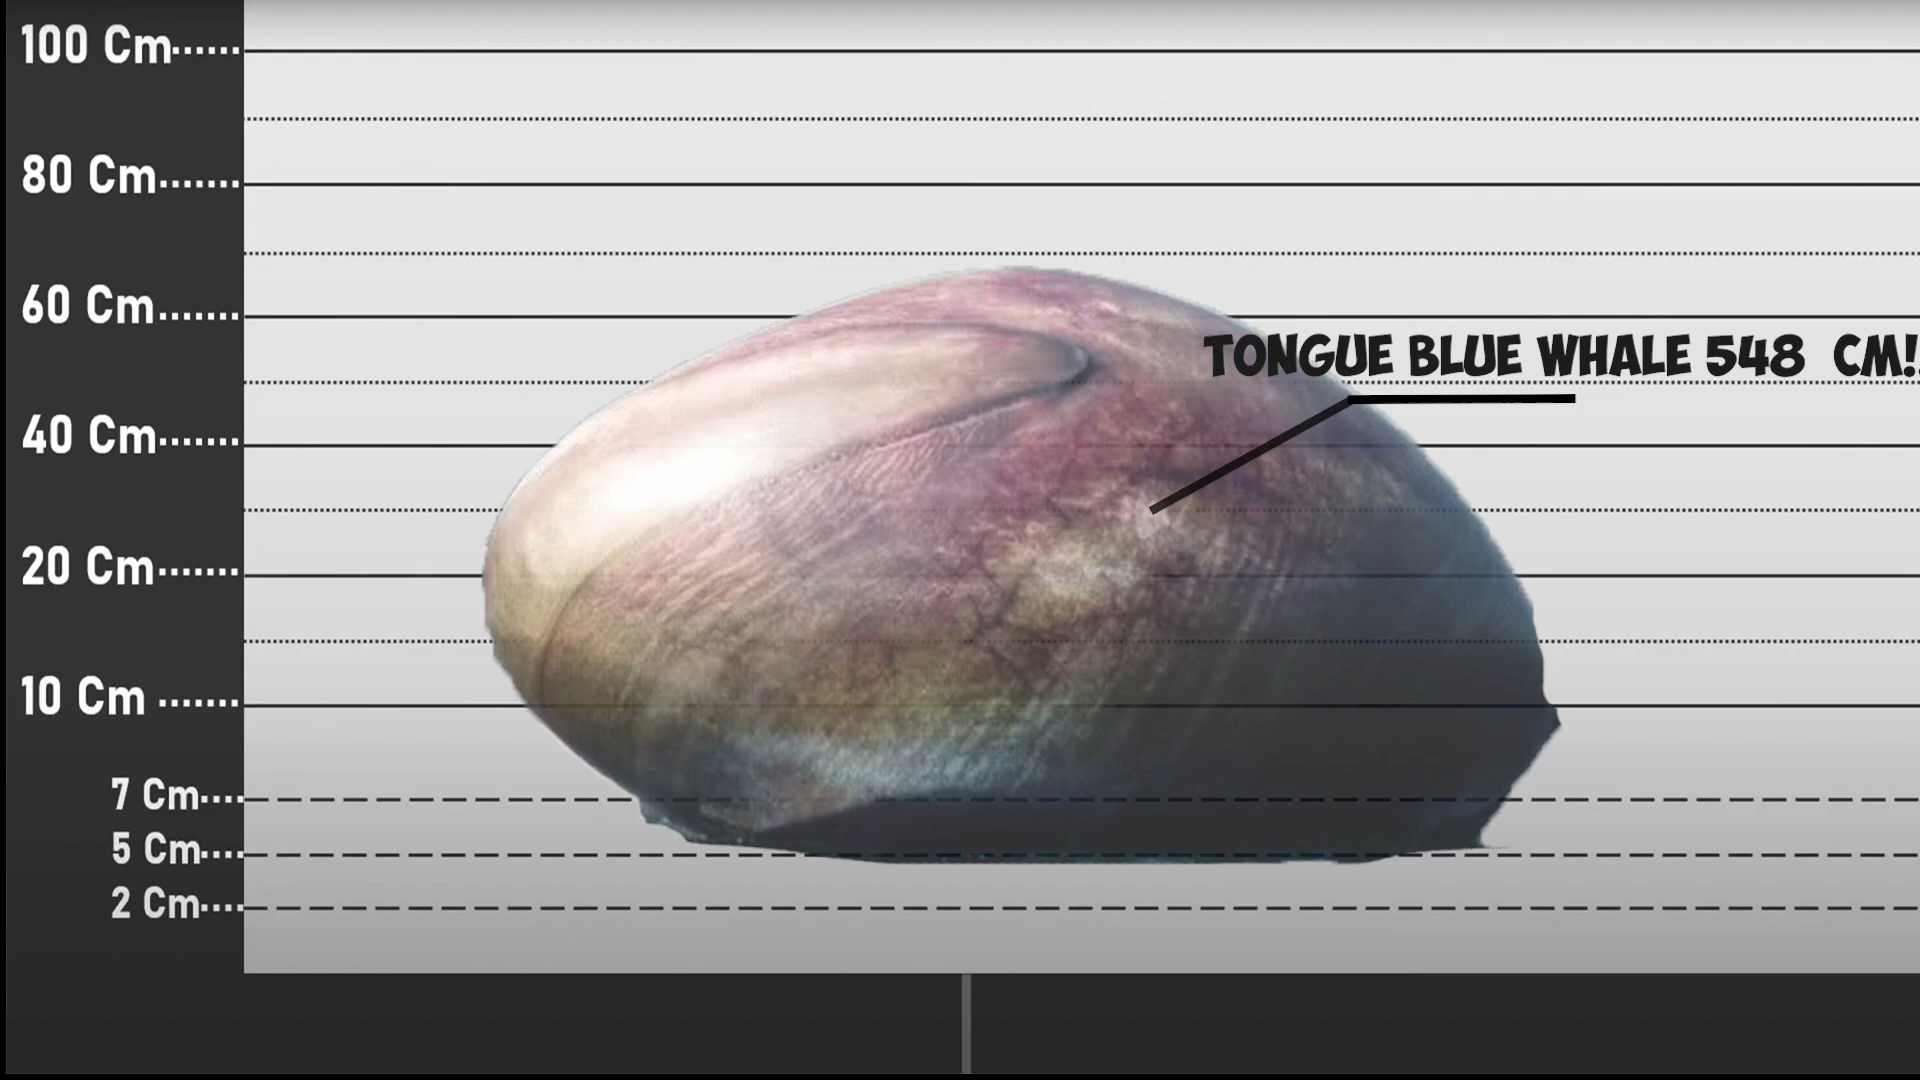 100 Cm......
80 Cm.......
60 Cm.......
TONGUE BLUE WHALE 548 CM!
40 Cm.......
20 Cm.......
10 Cm .......
7 Cm....
5 Cm....
2 Cm....